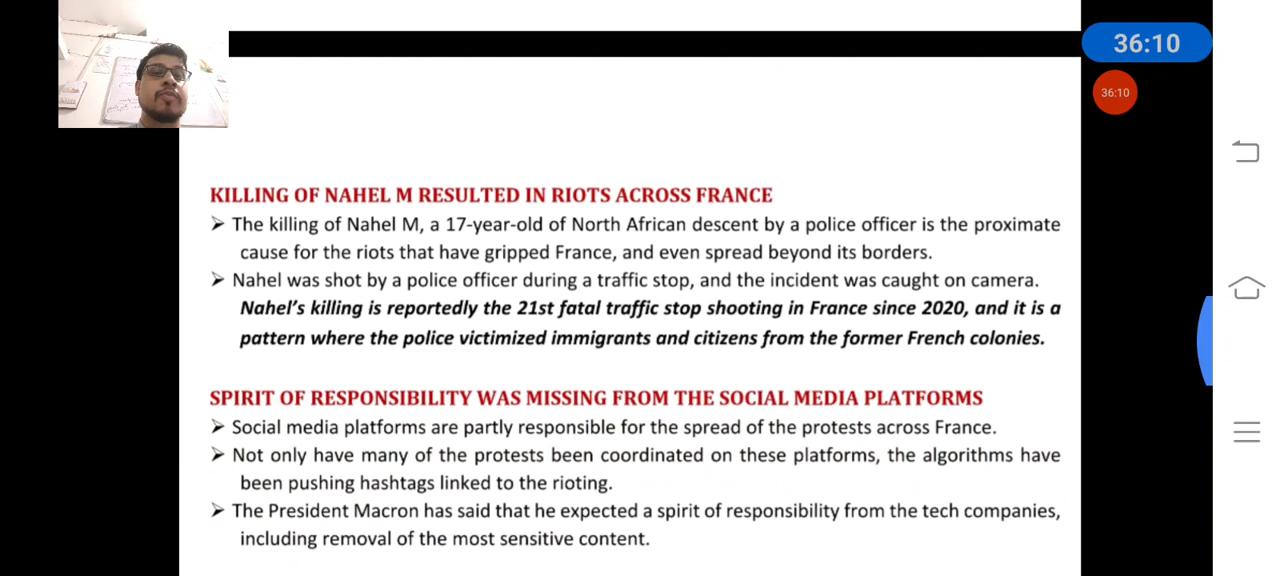 36:10
36:10
KILLING OF NAHEL M RESULTED IN RIOTS ACROSS FRANCE
➢ The killing of Nahel M, a 17-year-old of North African descent by a police officer is the proximate
cause for the riots that have gripped France, and even spread beyond its borders.
➢ Nahel was shot by a police officer during a traffic stop, and the incident was caught on camera.
Nahel’s killing is reportedly the 21st fatal traffic stop shooting in France since 2020, and it is a
pattern where the police victimized immigrants and citizens from the former French colonies.
SPIRIT OF RESPONSIBILITY WAS MISSING FROM THE SOCIAL MEDIA PLATFORMS
➢ Social media platforms are partly responsible for the spread of the protests across France.
➢ Not only have many of the protests been coordinated on these platforms, the algorithms have
been pushing hashtags linked to the rioting.
➢ The President Macron has said that he expected a spirit of responsibility from the tech companies,
including removal of the most sensitive content.